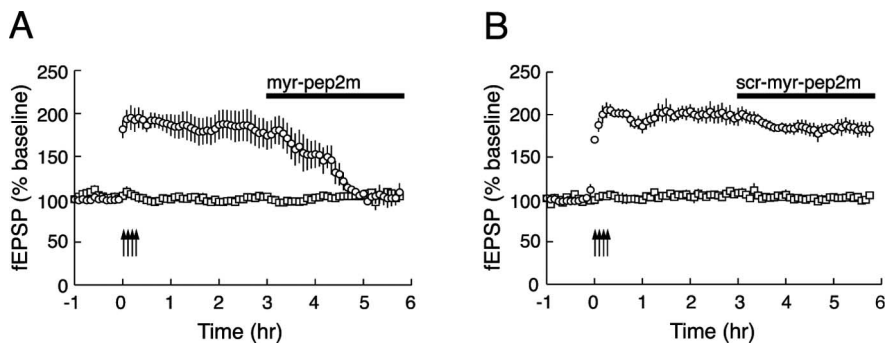 A
fEPSP (% baseline)
250
200
150
100
50
0
myr-pep2m
-1 0 1 2 3 4 5 6
Time (hr)
B
fEPSP (% baseline)
250
200
150
100
50
0
scr-myr-pep2m
-1 0 1 2 3 4 5 6
Time (hr)